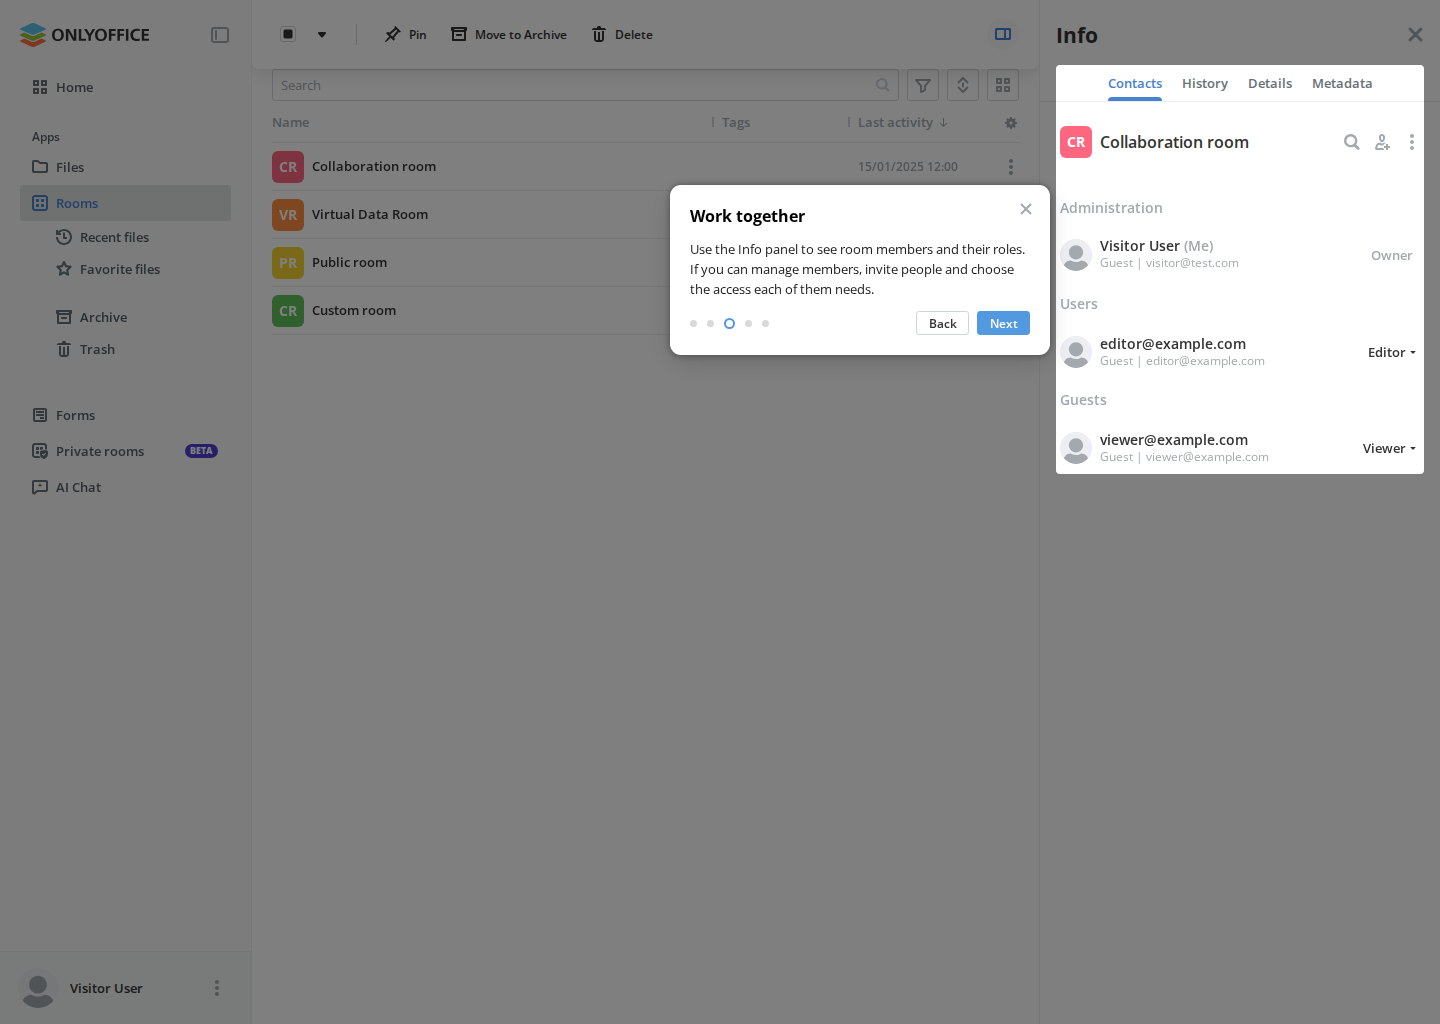 ONLYOFFICE
Home
Apps
Files
Rooms
Recent files
Favorite files
Archive
Trash
Forms
Private rooms BETA
AI Chat
Visitor User
Pin Move to Archive Delete
Search
Name Tags Last activity
CR Collaboration room 15/01/2025 12:00
VR Virtual Data Room
PR Public room
CR Custom room
Work together
Use the Info panel to see room members and their roles.
If you can manage members, invite people and choose
the access each of them needs.
Back Next
Info
Contacts History Details Metadata
CR Collaboration room
Administration
Visitor User (Me) Owner
Guest | visitor@test.com
Users
editor@example.com Editor
Guest | editor@example.com
Guests
viewer@example.com Viewer
Guest | viewer@example.com